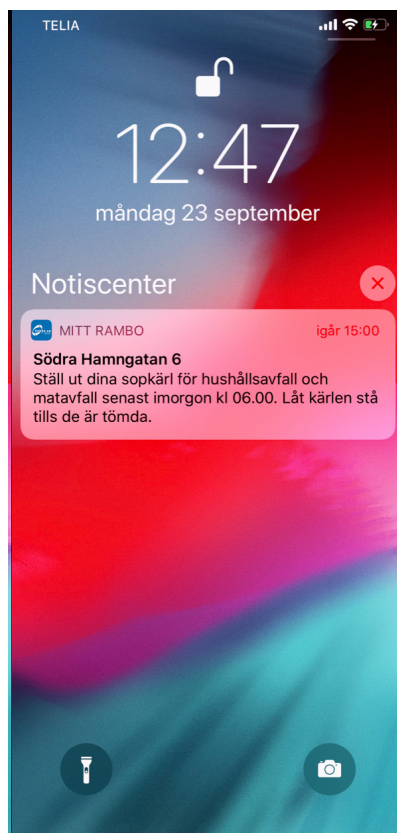 TELIA
12:47
måndag 23 september
Notiscenter
MITT RAMBO
igår 15:00
Södra Hamngatan 6
Ställ ut dina sopkärl för hushållsavfall och
matavfall senast imorgon kl 06.00. Låt kärlen stå
tills de är tömda.